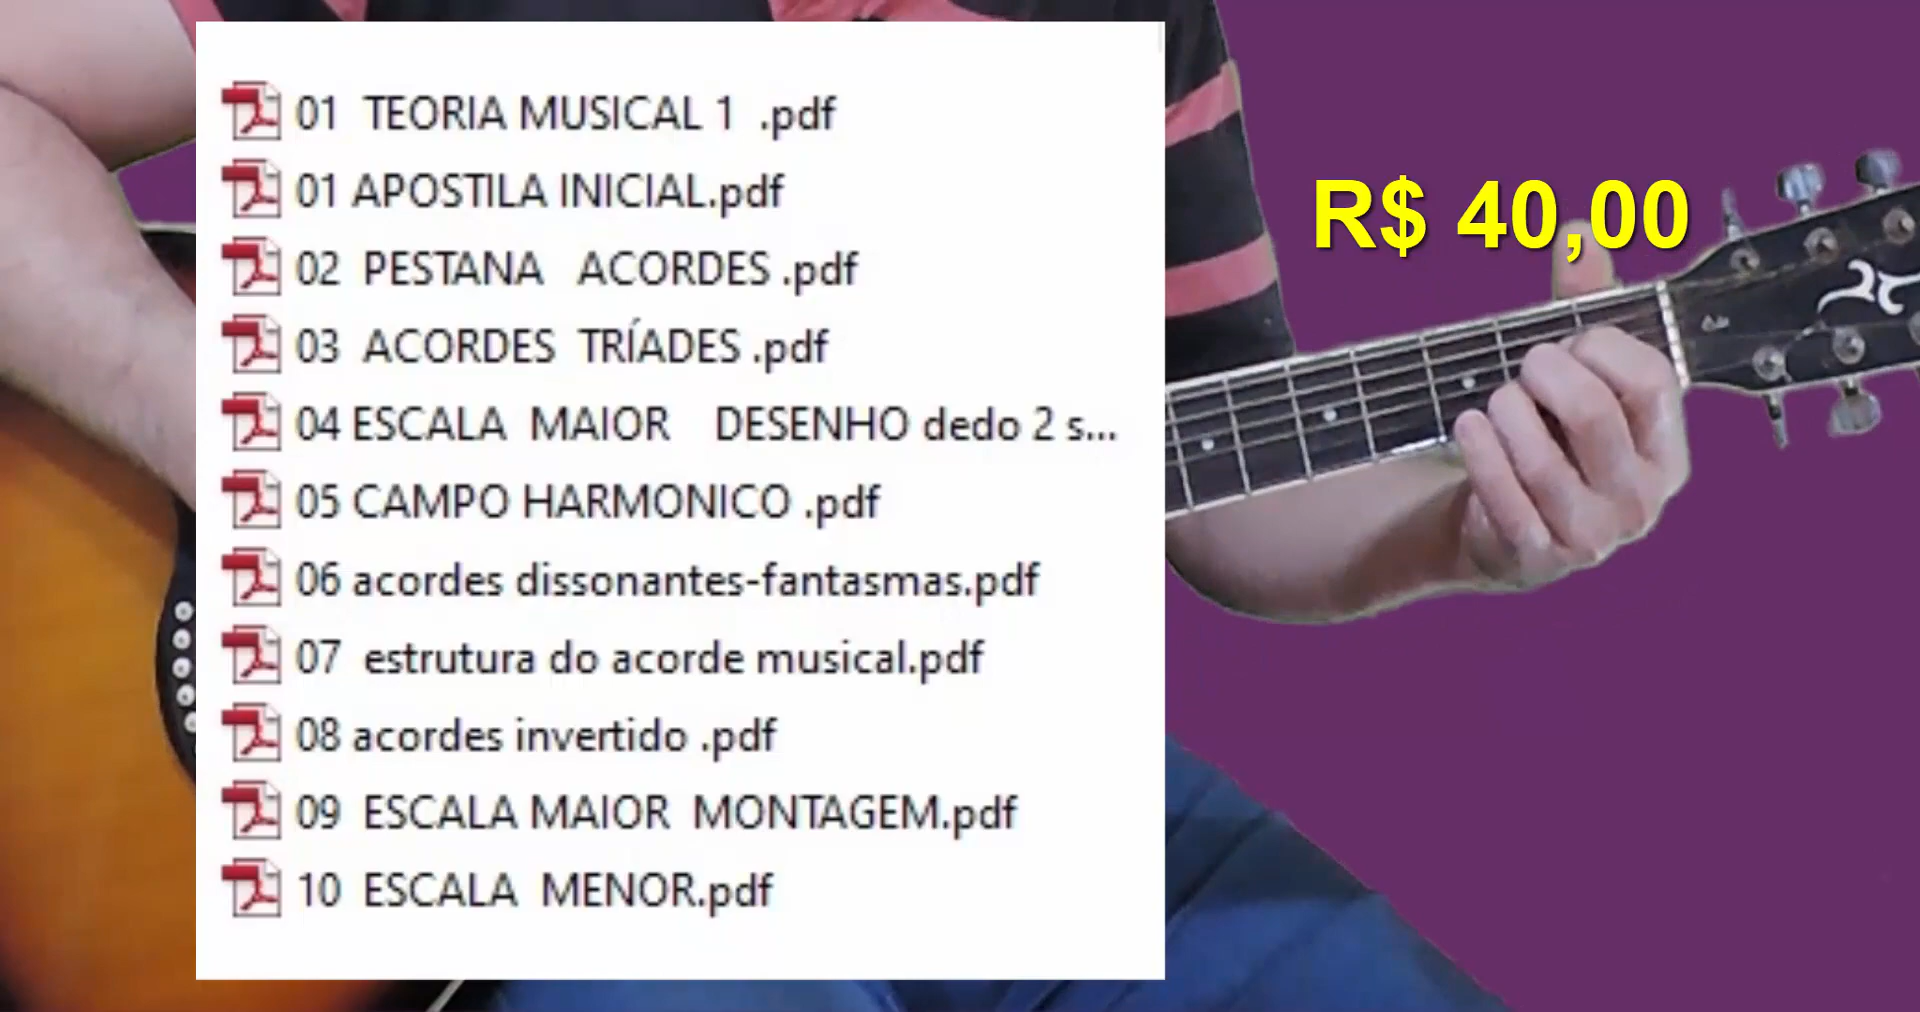 01 TEORIA MUSICAL 1 .pdf
01 APOSTILA INICIAL.pdf
02 PESTANA ACORDES .pdf
03 ACORDES TRÍADES .pdf
04 ESCALA MAIOR DESENHO dedo 2 s...
05 CAMPO HARMONICO .pdf
06 acordes dissonantes-fantasmas.pdf
07 estrutura do acorde musical.pdf
08 acordes invertido .pdf
09 ESCALA MAIOR MONTAGEM.pdf
10 ESCALA MENOR.pdf
R$ 40,00